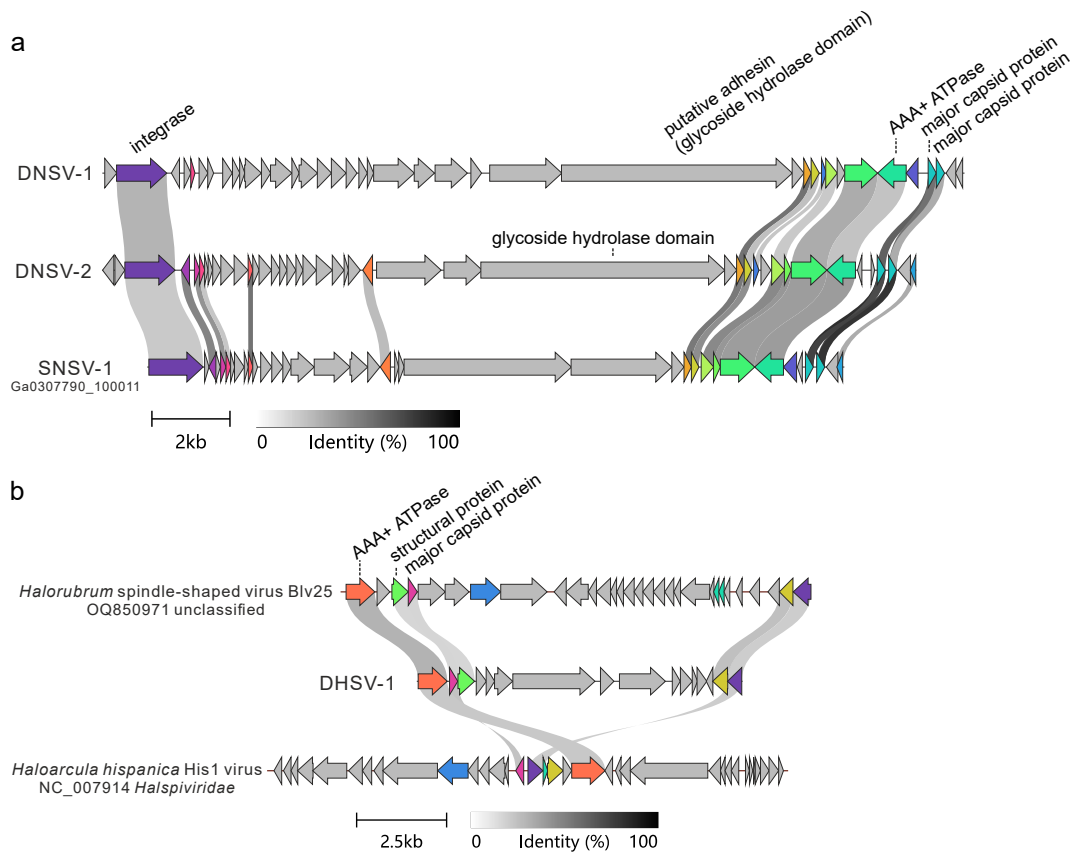 a
integrase
putative adhesin
(glycoside hydrolase domain)
AAA+ ATPase
major capsid protein
major capsid protein
DNSV-1
glycoside hydrolase domain
DNSV-2
SNSV-1
Ga0307790_100011
2kb
0 Identity (%) 100
b
AAA+ ATPase
structural protein
major capsid protein
Halorubrum spindle-shaped virus Blv25
OQ850971 unclassified
DHSV-1
Haloarcula hispanica His1 virus
NC_007914 Halspiviridae
2.5kb
0 Identity (%) 100